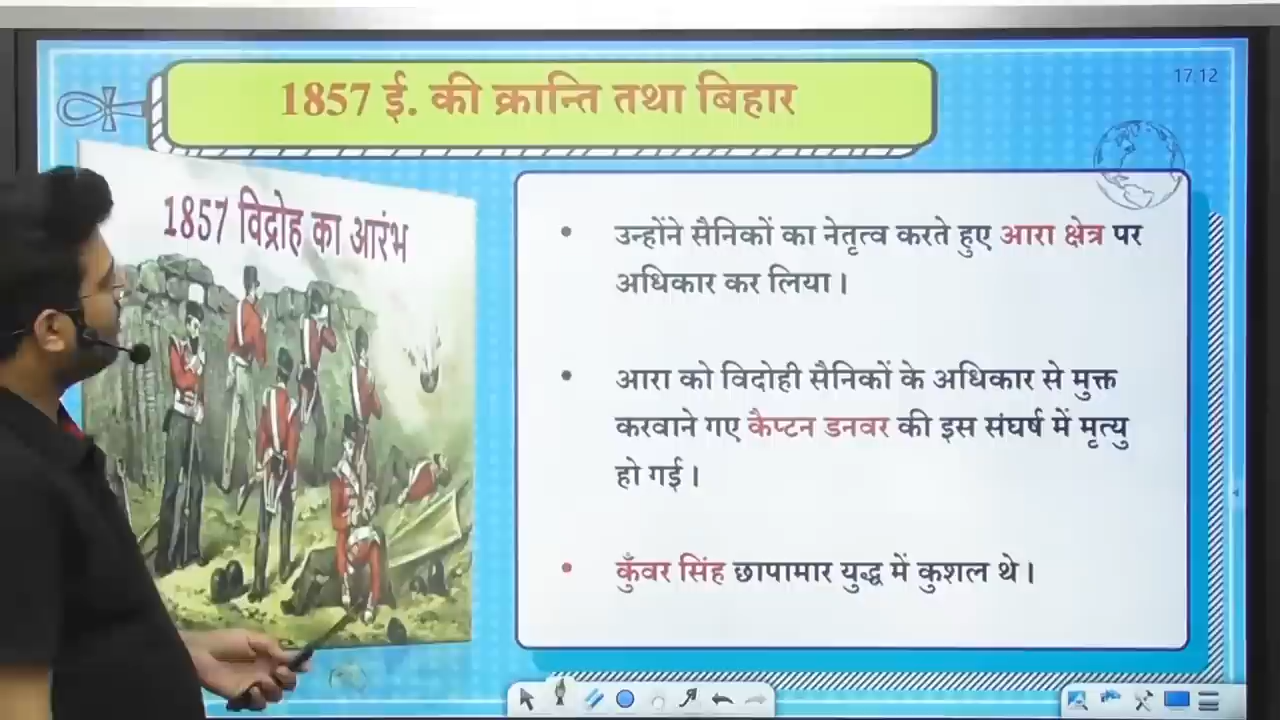 1857 ई. की क्रान्ति तथा बिहार
17.12
1857 विद्रोह का आरंभ
• उन्होंने सैनिकों का नेतृत्व करते हुए आरा क्षेत्र पर
अधिकार कर लिया।
• आरा को विदोही सैनिकों के अधिकार से मुक्त
करवाने गए कैप्टन डनवर की इस संघर्ष में मृत्यु
हो गई।
• कुँवर सिंह छापामार युद्ध में कुशल थे।